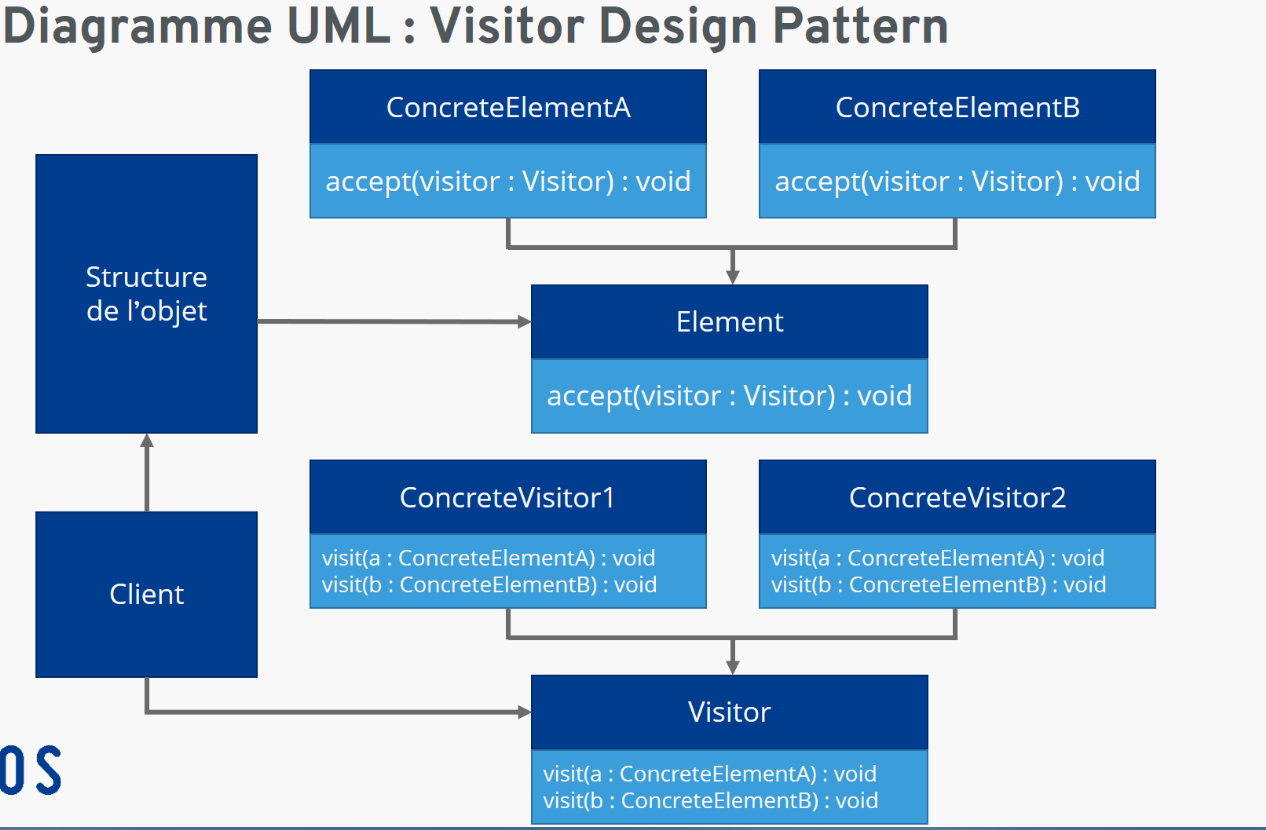 Diagramme UML : Visitor Design Pattern
ConcreteElementA
accept(visitor : Visitor) : void
ConcreteElementB
accept(visitor : Visitor) : void
Structure
de l’objet
Element
accept(visitor : Visitor) : void
Client
ConcreteVisitor1
visit(a : ConcreteElementA) : void
visit(b : ConcreteElementB) : void
ConcreteVisitor2
visit(a : ConcreteElementA) : void
visit(b : ConcreteElementB) : void
Visitor
visit(a : ConcreteElementA) : void
visit(b : ConcreteElementB) : void
OS